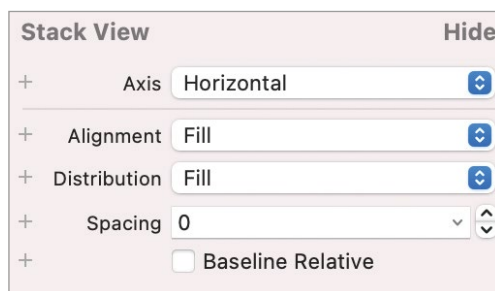 Stack View Hide
+ Axis Horizontal
+ Alignment Fill
+ Distribution Fill
+ Spacing 0
+ Baseline Relative